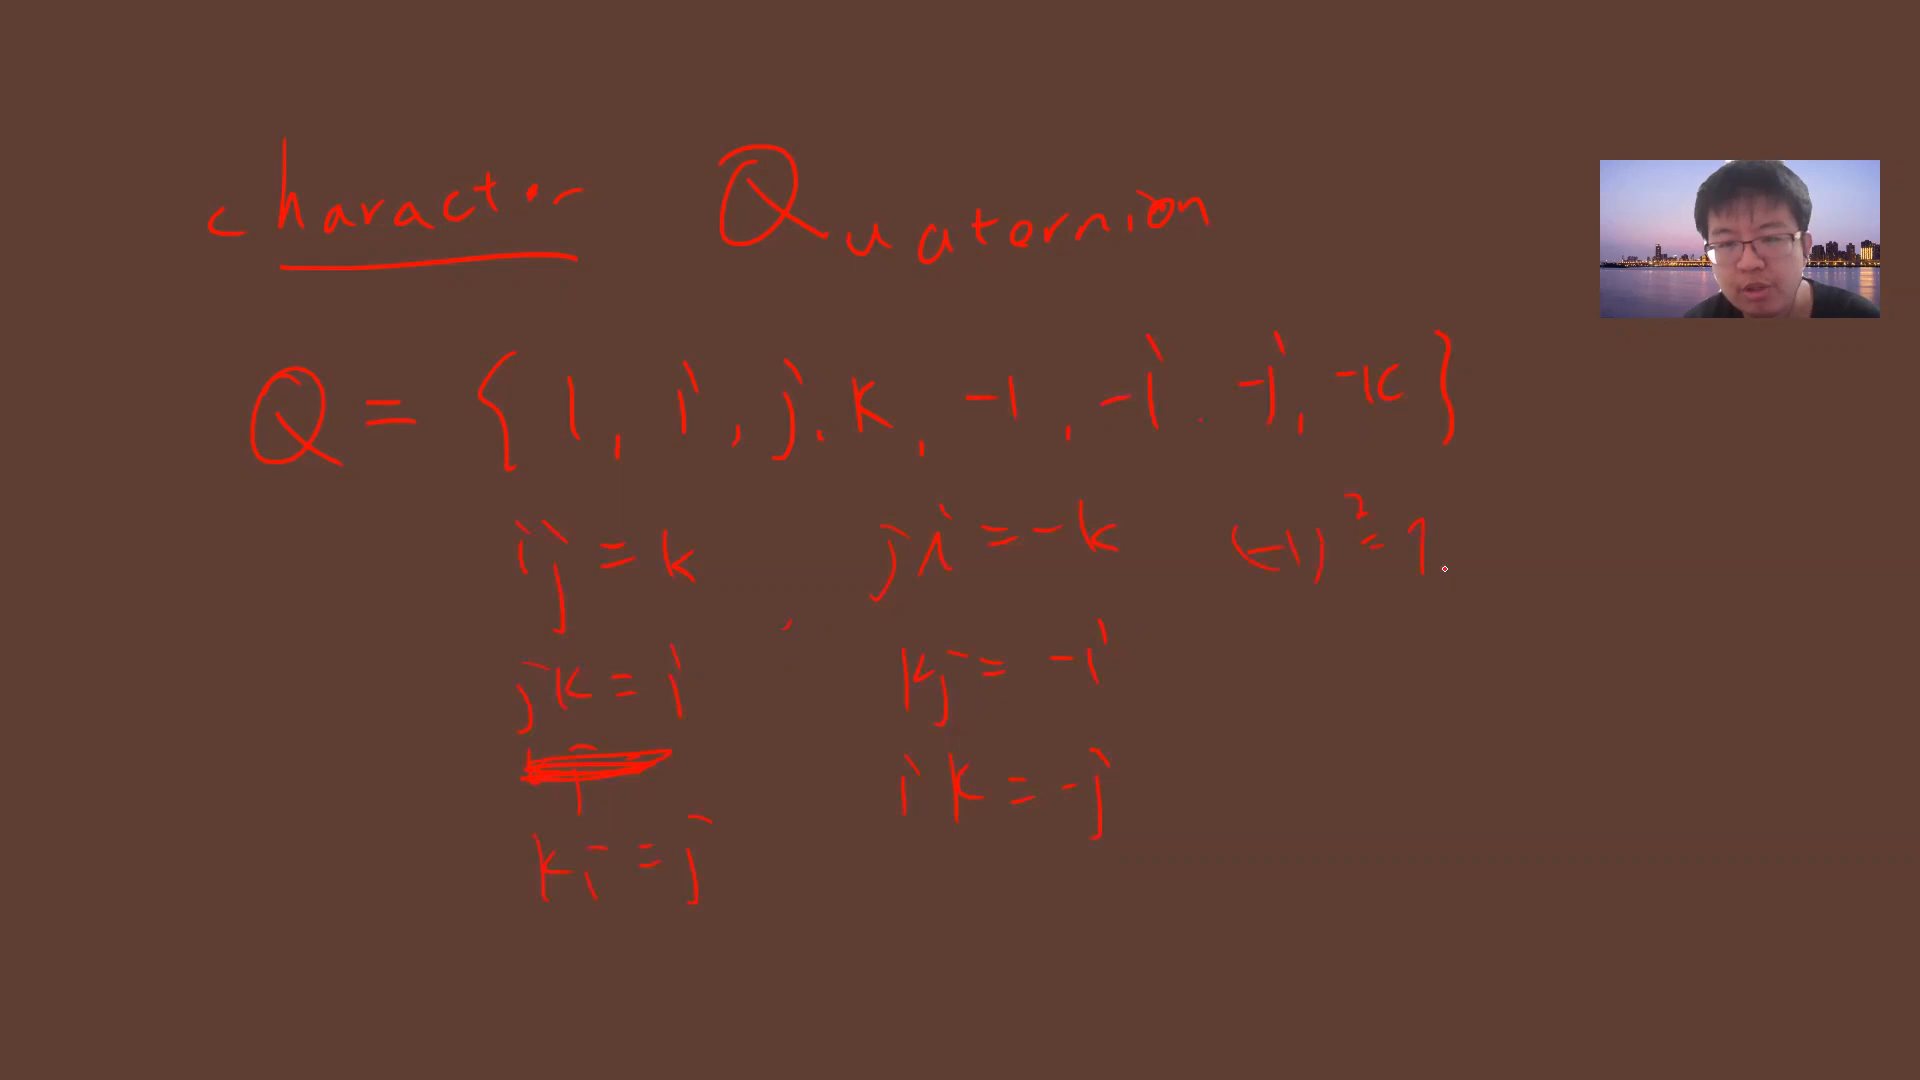 character Quaternion
Q = { 1, i, j, k, -1, -i, -j, -k }
ij = k ji = -k (-1)² = 1
jk = i kj = -i
ki = j ik = -j